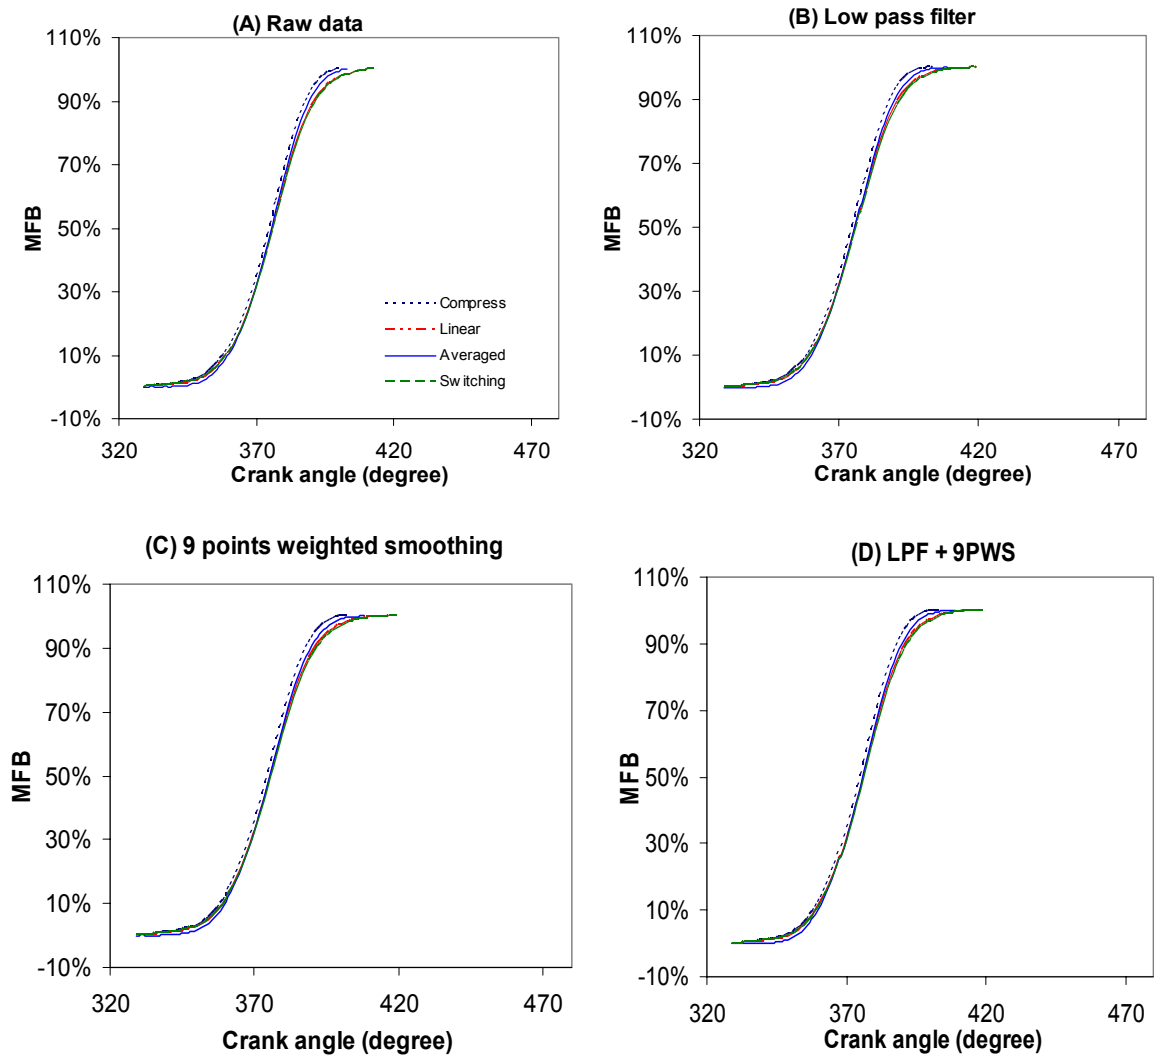 (A) Raw data
110%
90%
70%
50%
30%
10%
-10%
MFB
Compress
Linear
Averaged
Switching
320 370 420 470
Crank angle (degree)
(B) Low pass filter
110%
90%
70%
50%
30%
10%
-10%
MFB
320 370 420 470
Crank angle (degree)
(C) 9 points weighted smoothing
110%
90%
70%
50%
30%
10%
-10%
MFB
320 370 420 470
Crank angle (degree)
(D) LPF + 9PWS
110%
90%
70%
50%
30%
10%
-10%
MFB
320 370 420 470
Crank angle (degree)